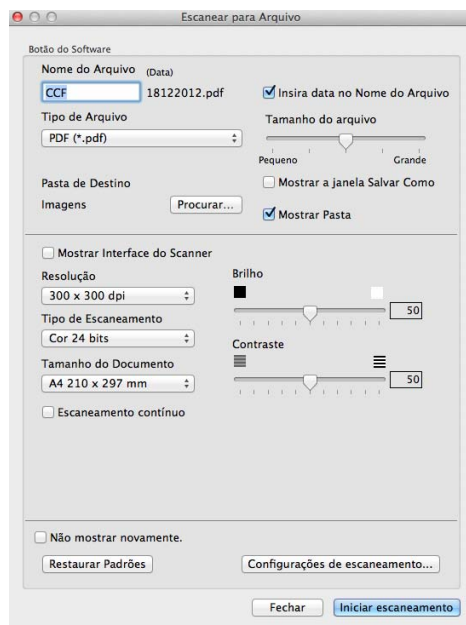 Escanear para Arquivo
Botão do Software
Nome do Arquivo (Data)
CCF 18122012.pdf
Insira data no Nome do Arquivo
Tipo de Arquivo
Tamanho do arquivo
PDF (*.pdf)
Pequeno Grande
Pasta de Destino
Mostrar a janela Salvar Como
Imagens Procurar...
Mostrar Pasta
Mostrar Interface do Scanner
Resolução
Brilho
300 x 300 dpi
50
Tipo de Escaneamento
Cor 24 bits
Contraste
Tamanho do Documento
A4 210 x 297 mm
50
Escaneamento contínuo
Não mostrar novamente.
Restaurar Padrões Configurações de escaneamento...
Fechar Iniciar escaneamento